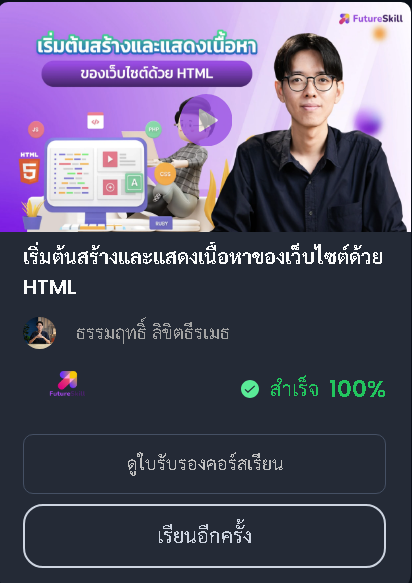 FutureSkill
เริ่มต้นสร้างและแสดงเนื้อหา
ของเว็บไซต์ด้วย HTML
JS
</>
PHP
HTML
5
CSS
A
RUBY
เริ่มต้นสร้างและแสดงเนื้อหาของเว็บไซต์ด้วย
HTML
ธรรมฤทธิ์ ลิขิตธีรเมธ
FutureSkill
สำเร็จ 100%
ดูใบรับรองคอร์สเรียน
เรียนอีกครั้ง